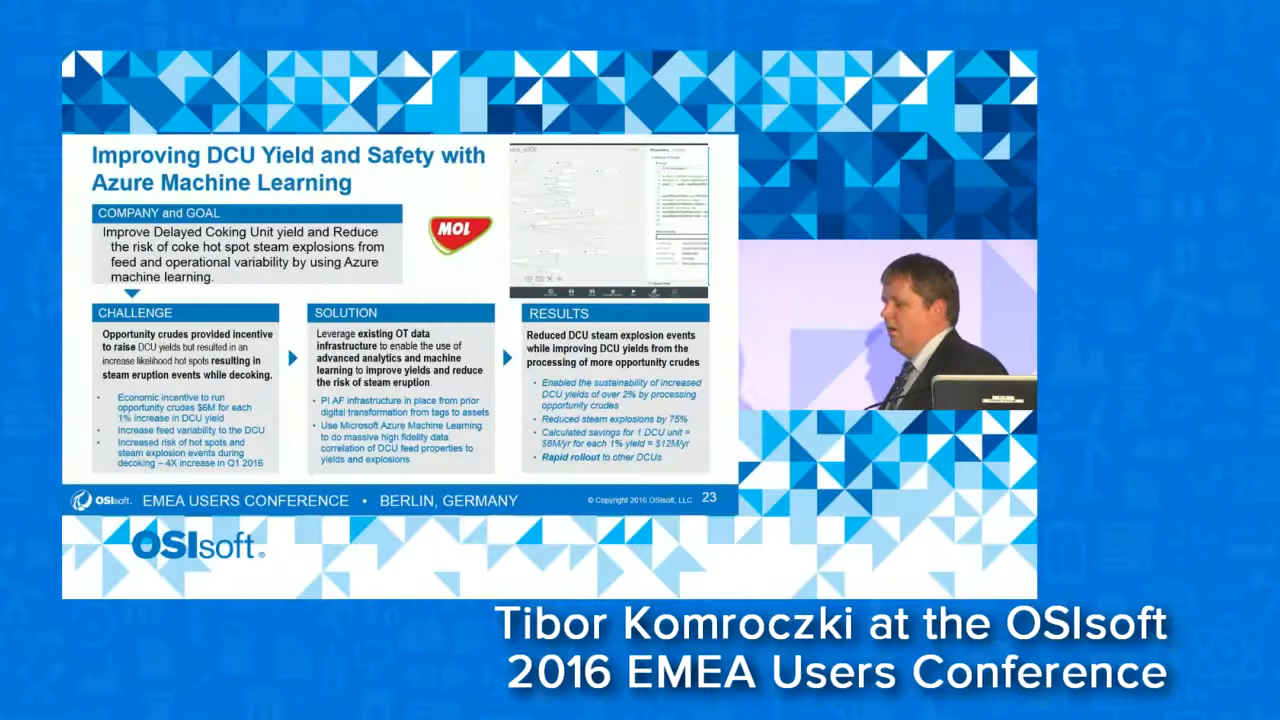 Improving DCU Yield and Safety with
Azure Machine Learning
COMPANY and GOAL
Improve Delayed Coking Unit yield and Reduce
the risk of coke hot spot steam explosions from
feed and operational variability by using Azure
machine learning.
MOL
CHALLENGE
Opportunity crudes provided incentive
to raise DCU yields but resulted in an
increase likelihood hot spots resulting in
steam eruption events while decoking.
• Economic incentive to run
opportunity crudes $6M for each
1% increase in DCU yield
• Increase feed variability to the DCU
• Increased risk of hot spots and
steam explosion events during
decoking – 4X increase in Q1 2016
SOLUTION
Leverage existing OT data
infrastructure to enable the use of
advanced analytics and machine
learning to improve yields and reduce
the risk of steam eruption
• PI AF infrastructure in place from prior
digital transformation from tags to assets
• Use Microsoft Azure Machine Learning
to do massive high fidelity data
correlation of DCU feed properties to
yields and explosions
RESULTS
Reduced DCU steam explosion events
while improving DCU yields from the
processing of more opportunity crudes
• Enabled the sustainability of increased
DCU yields of over 2% by processing
opportunity crudes
• Reduced steam explosions by 75%
• Calculated savings for 1 DCU unit =
$6M/yr for each 1% yield = $12M/yr
• Rapid rollout to other DCUs
OSIsoft. EMEA USERS CONFERENCE • BERLIN, GERMANY © Copyright 2016 OSIsoft, LLC 23
OSIsoft®
Tibor Komroczki at the OSIsoft
2016 EMEA Users Conference